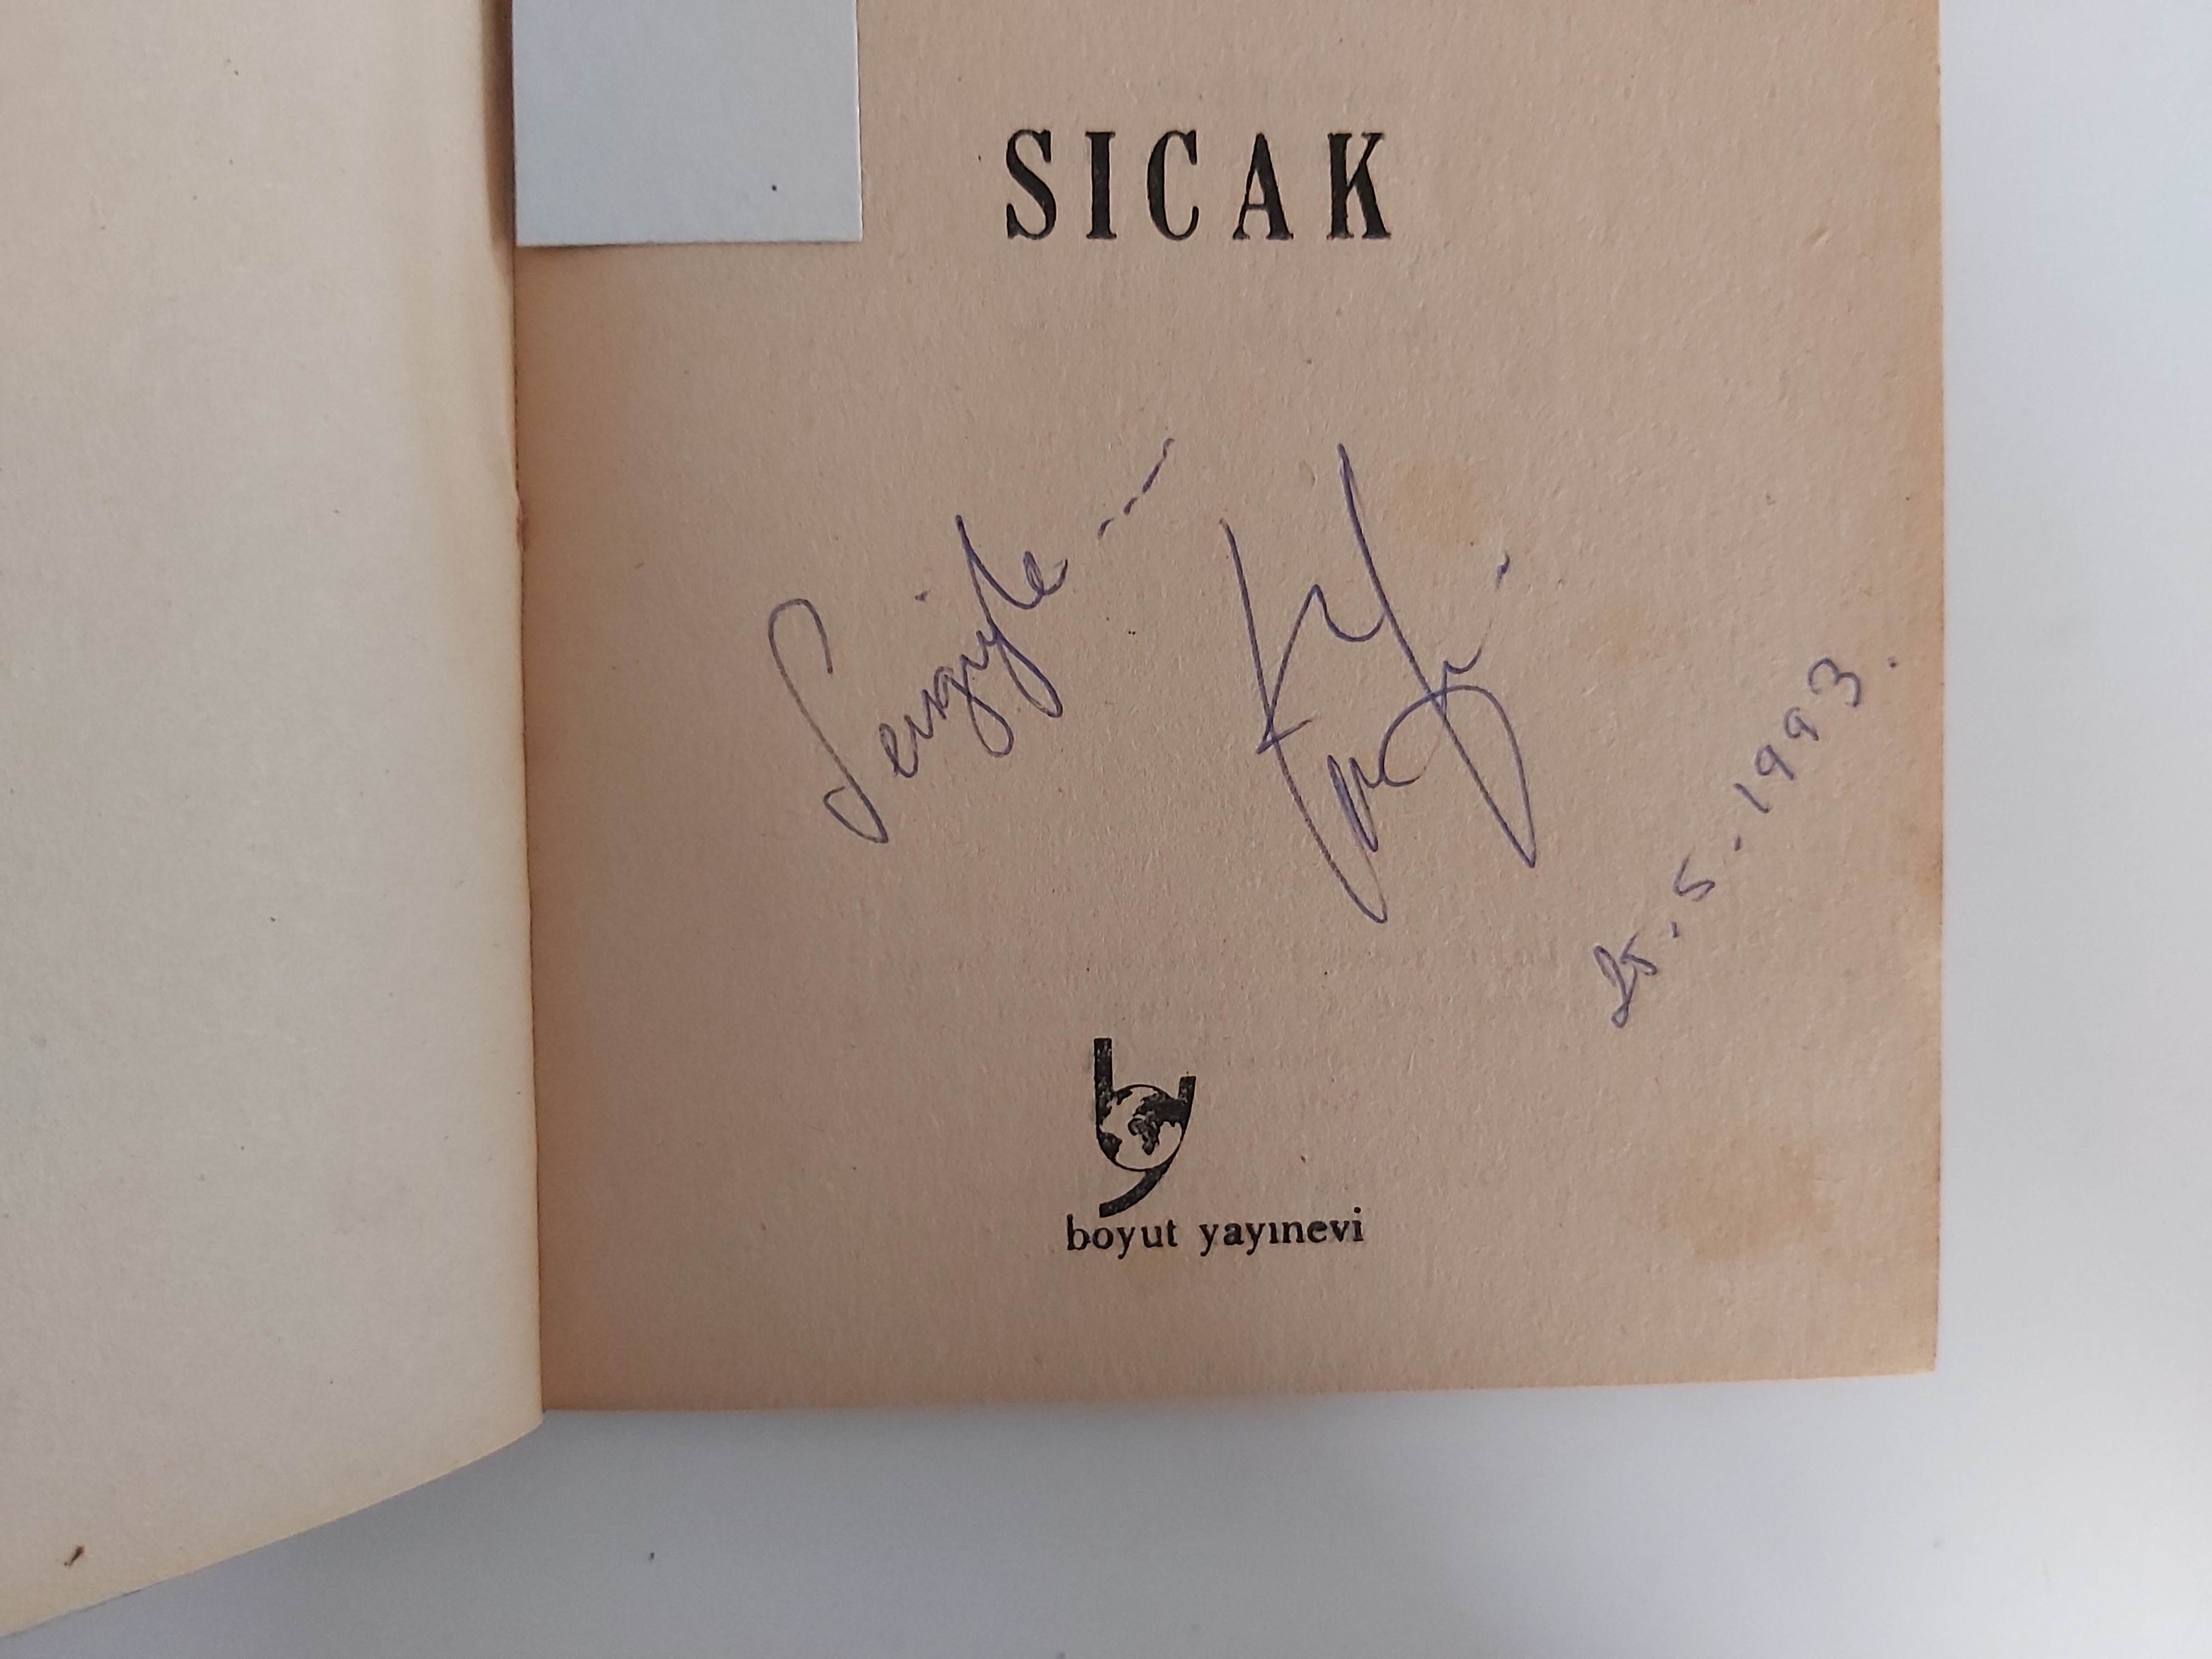 SICAK
Sevgiyle ---
25.5.1993.
boyut yayınevi